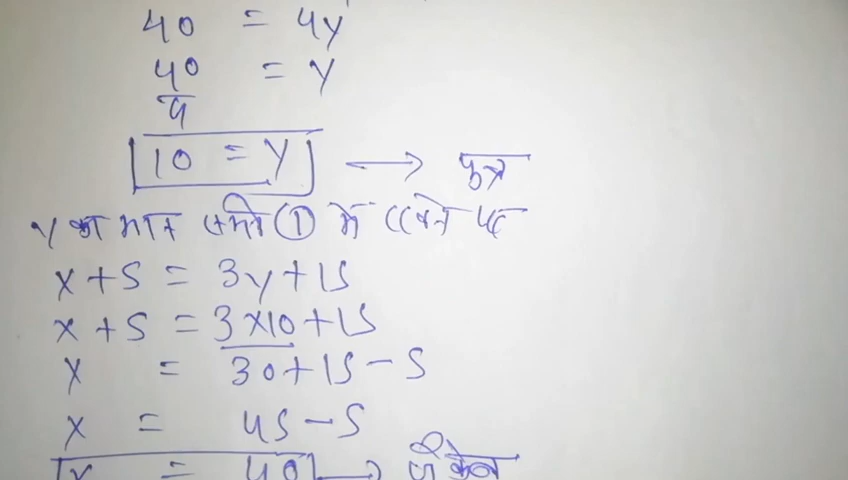 40 = 4y
40/4 = y
10 = y → पुत्र
y का मान समी ① में रखने पर
x + 5 = 3y + 15
x + 5 = 3×10 + 15
x = 30 + 15 - 5
x = 45 - 5
x = 40 →